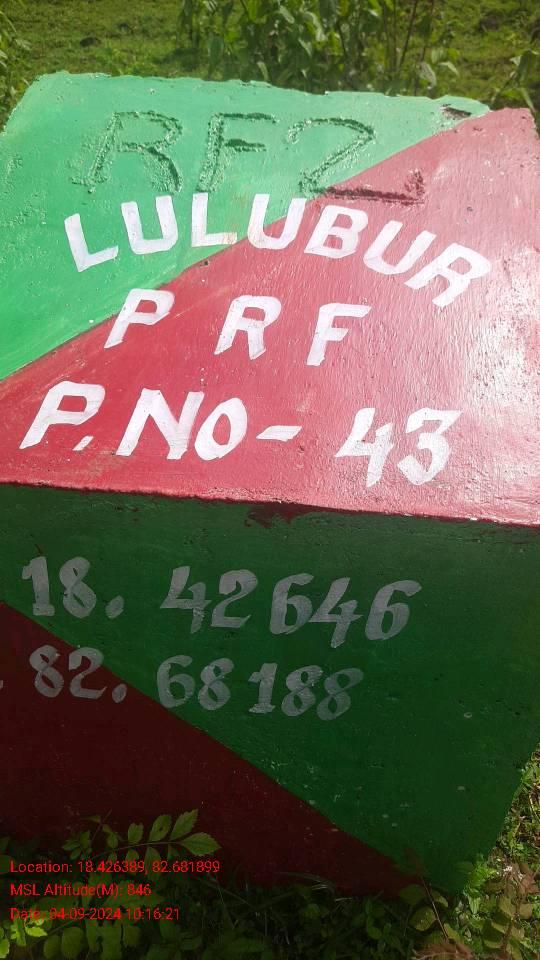 RF2
LULUBUR
P RF
P. NO- 43
18. 42646
82. 68188
Location: 18.426389, 82.681899
MSL Altitude(M): 846
Date: 04-09-2024 10:16:21